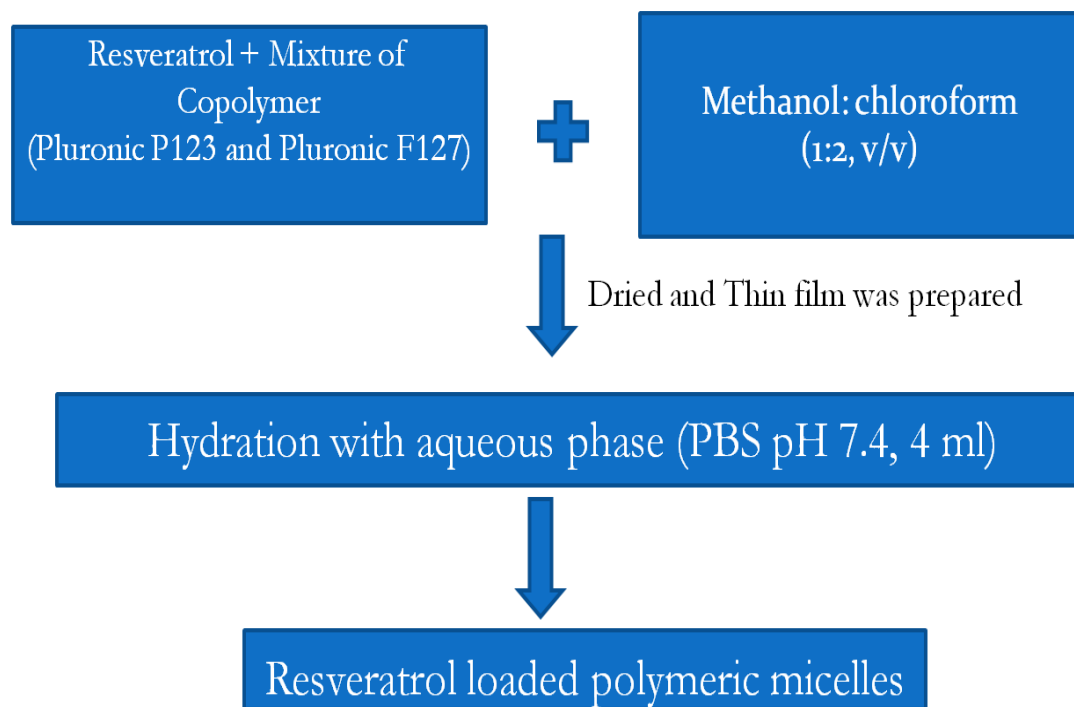 Resveratrol + Mixture of
Copolymer
(Pluronic P123 and Pluronic F127)
Methanol: chloroform
(1:2, v/v)
Dried and Thin film was prepared
Hydration with aqueous phase (PBS pH 7.4, 4 ml)
Resveratrol loaded polymeric micelles